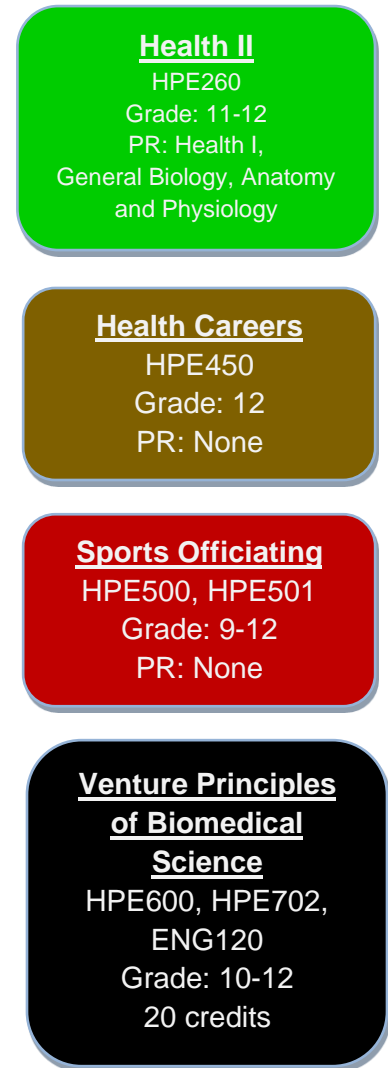 Health II
HPE260
Grade: 11-12
PR: Health I,
General Biology, Anatomy
and Physiology
Health Careers
HPE450
Grade: 12
PR: None
Sports Officiating
HPE500, HPE501
Grade: 9-12
PR: None
Venture Principles
of Biomedical
Science
HPE600, HPE702,
ENG120
Grade: 10-12
20 credits